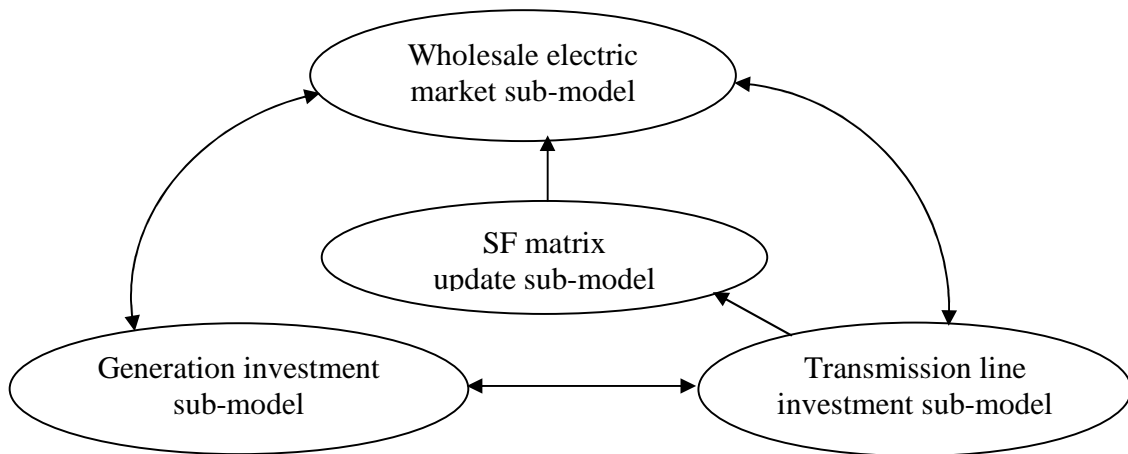 Wholesale electric
market sub-model
SF matrix
update sub-model
Generation investment
sub-model
Transmission line
investment sub-model